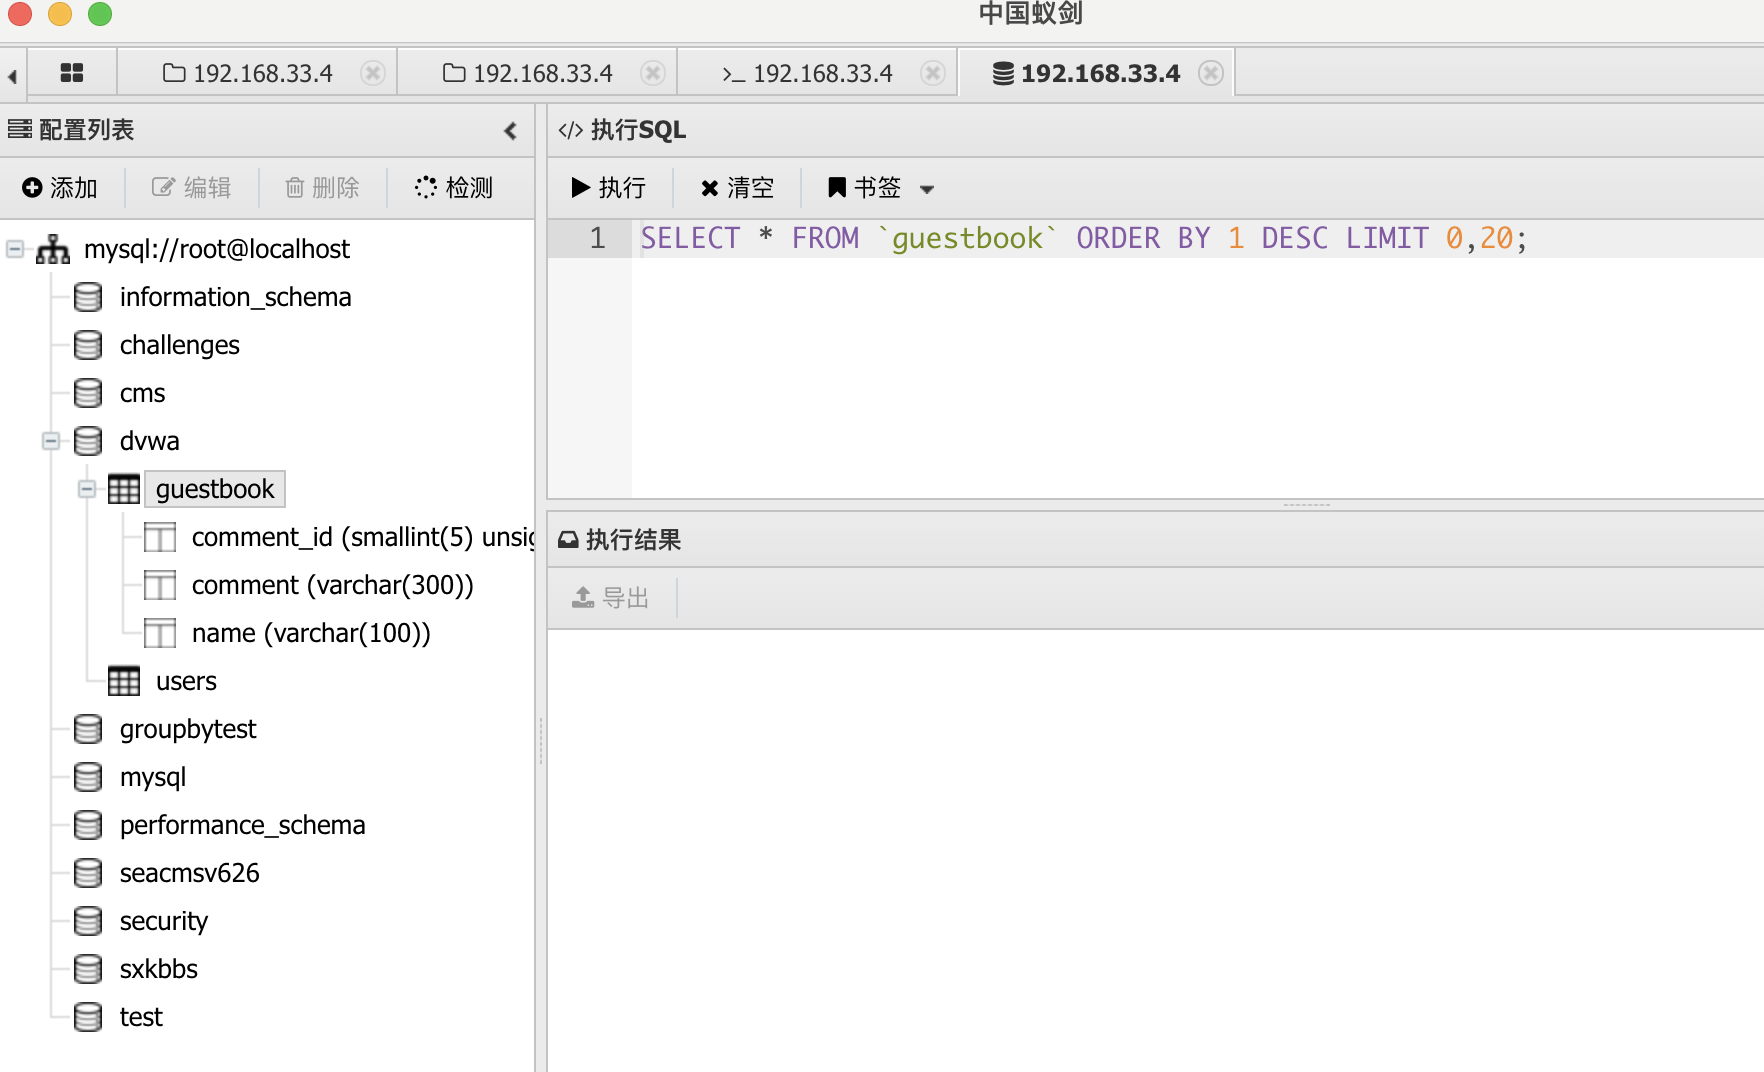 中国蚁剑
192.168.33.4
192.168.33.4
>_ 192.168.33.4
192.168.33.4
配置列表
添加 编辑 删除 检测
mysql://root@localhost
information_schema
challenges
cms
dvwa
guestbook
comment_id (smallint(5) unsig
comment (varchar(300))
name (varchar(100))
users
groupbytest
mysql
performance_schema
seacmsv626
security
sxkbbs
test
</> 执行SQL
执行 清空 书签
1 SELECT * FROM `guestbook` ORDER BY 1 DESC LIMIT 0,20;
执行结果
导出